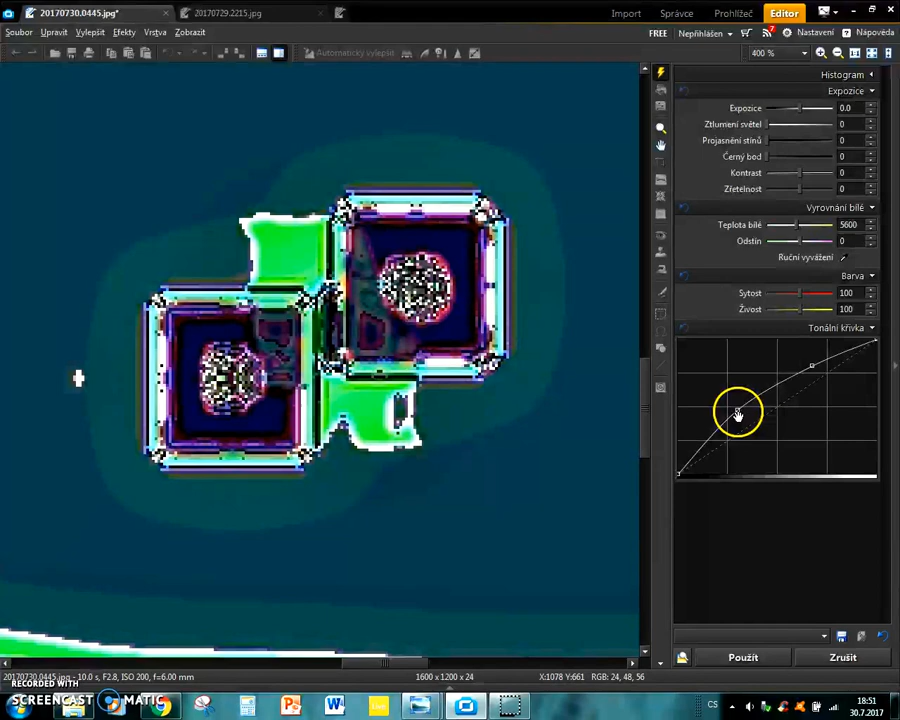 20170730.0445.jpg*
20170729.2215.jpg
Import
Správce
Prohlížeč
Editor
Soubor
Upravit
Vylepšit
Efekty
Vrstva
Zobrazit
FREE
Nepřihlášen
Nastavení
Nápověda
Automatický vylepšit
400 %
Histogram
Expozice
Expozice 0.0
Ztlumení světel 0
Projasnění stínů 0
Černý bod 0
Kontrast 0
Zřetelnost 0
Vyrovnání bílé
Teplota bílé 5600
Odstín 0
Ruční vyvážení
Barva
Sytost 100
Živost 100
Tonální křivka
Použít
Zrušit
20170730.0445.jpg - 10.0 s, F2.8, ISO 200, f=6.00 mm
1600 x 1200 x 24
X:1078 Y:661
RGB: 24, 48, 56
RECORDED WITH
SCREENCAST MATIC
CS
18:51
30.7.2017